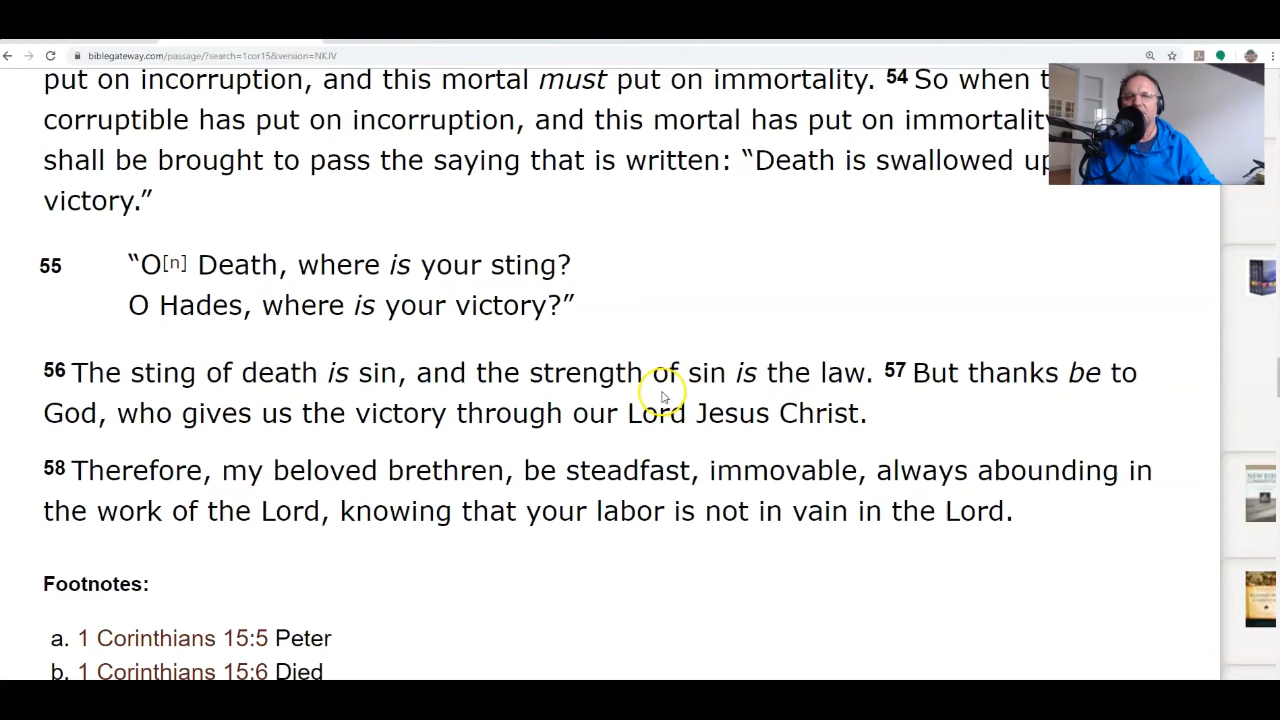 biblegateway.com/passage/?search=1cor15&version=NKJV
put on incorruption, and this mortal must put on immortality. 54 So when
corruptible has put on incorruption, and this mortal has put on immortality
shall be brought to pass the saying that is written: “Death is swallowed up
victory.”
55 “O[n] Death, where is your sting?
O Hades, where is your victory?”
56 The sting of death is sin, and the strength of sin is the law. 57 But thanks be to
God, who gives us the victory through our Lord Jesus Christ.
58 Therefore, my beloved brethren, be steadfast, immovable, always abounding in
the work of the Lord, knowing that your labor is not in vain in the Lord.
Footnotes:
a. 1 Corinthians 15:5 Peter
b. 1 Corinthians 15:6 Died